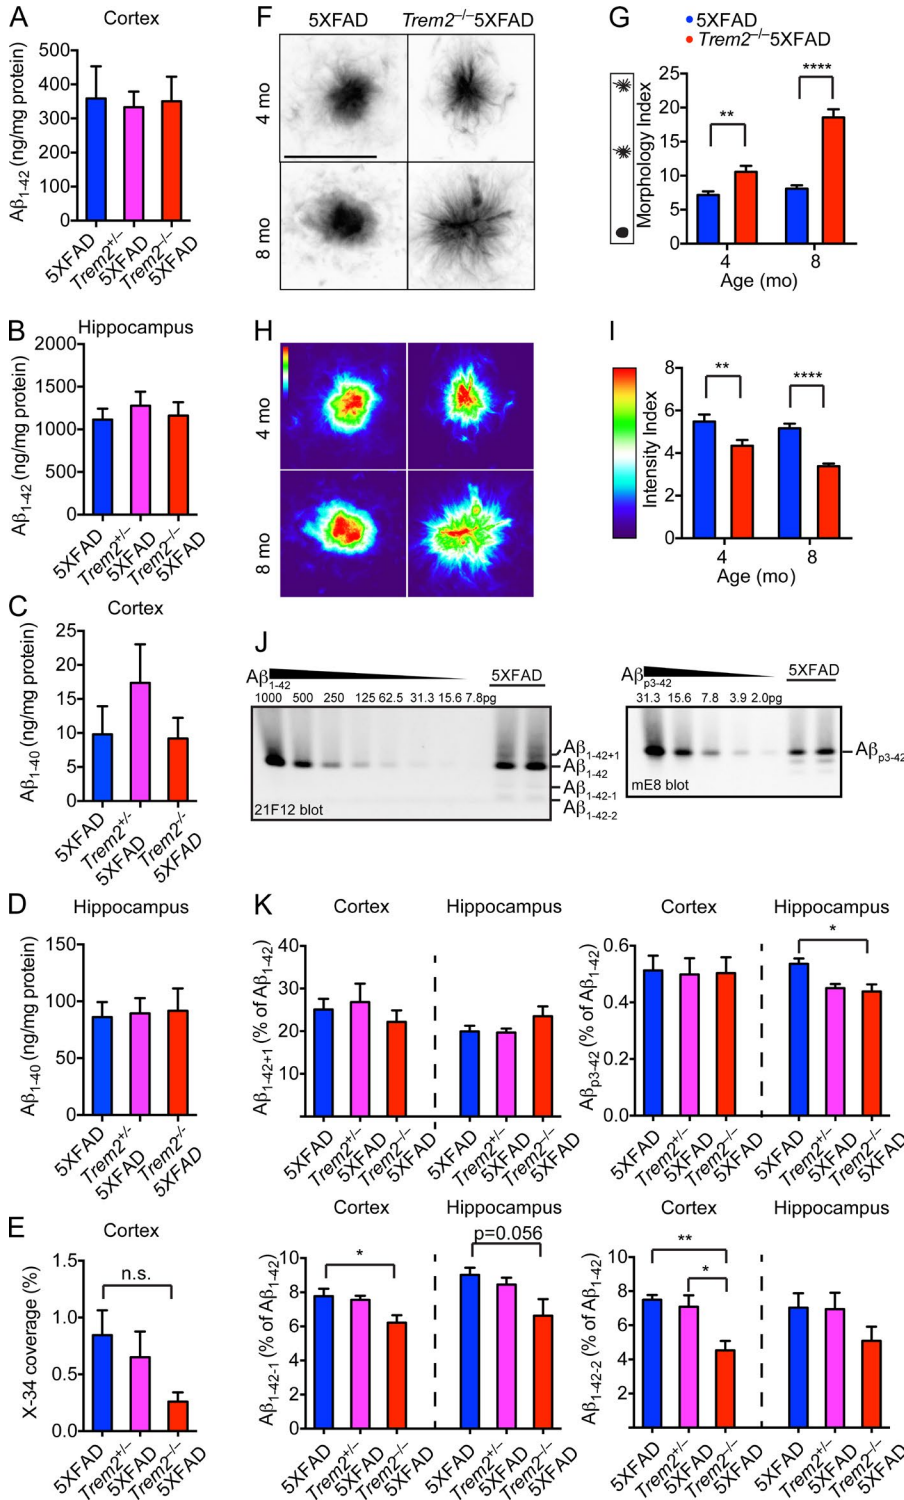 A
Cortex
Aβ1-42 (ng/mg protein)
500
400
300
200
100
0
5XFAD
Trem2+/–
5XFAD
Trem2–/–
5XFAD
B
Hippocampus
Aβ1-42 (ng/mg protein)
2000
1500
1000
500
0
5XFAD
Trem2+/–
5XFAD
Trem2–/–
5XFAD
C
Cortex
Aβ1-40 (ng/mg protein)
25
20
15
10
5
0
5XFAD
Trem2+/–
5XFAD
Trem2–/–
5XFAD
D
Hippocampus
Aβ1-40 (ng/mg protein)
150
100
50
0
5XFAD
Trem2+/–
5XFAD
Trem2–/–
5XFAD
E
Cortex
X-34 coverage (%)
1.5
1.0
0.5
0.0
n.s.
5XFAD
Trem2+/–
5XFAD
Trem2–/–
5XFAD
F
5XFAD Trem2–/–5XFAD
4 mo
8 mo
G
5XFAD
Trem2–/–5XFAD
Morphology Index
25
20
15
10
5
0
**
****
4 8
Age (mo)
H
4 mo
8 mo
I
Intensity Index
8
6
4
2
0
**
****
4 8
Age (mo)
J
Aβ1-42
5XFAD
1000 500 250 125 62.5 31.3 15.6 7.8pg
Aβ1-42+1
Aβ1-42
Aβ1-42-1
Aβ1-42-2
21F12 blot
Aβp3-42
5XFAD
31.3 15.6 7.8 3.9 2.0pg
Aβp3-42
mE8 blot
K
Cortex Hippocampus
Aβ1-42+1 (% of Aβ1-42)
40
30
20
10
5XFAD
Trem2+/–
5XFAD
Trem2–/–
5XFAD
5XFAD
Trem2+/–
5XFAD
Trem2–/–
5XFAD
Cortex Hippocampus
Aβp3-42 (% of Aβ1-42)
0.6
0.4
0.2
0.0
*
5XFAD
Trem2+/–
5XFAD
Trem2–/–
5XFAD
5XFAD
Trem2+/–
5XFAD
Trem2–/–
5XFAD
Cortex Hippocampus
Aβ1-42-1 (% of Aβ1-42)
10
8
6
4
2
0
*
p=0.056
5XFAD
Trem2+/–
5XFAD
Trem2–/–
5XFAD
5XFAD
Trem2+/–
5XFAD
Trem2–/–
5XFAD
Cortex Hippocampus
Aβ1-42-2 (% of Aβ1-42)
10
8
6
4
2
**
*
5XFAD
Trem2+/–
5XFAD
Trem2–/–
5XFAD
5XFAD
Trem2+/–
5XFAD
Trem2–/–
5XFAD